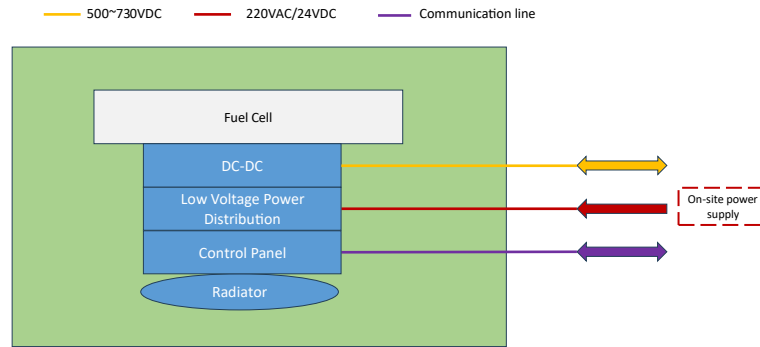 500~730VDC
220VAC/24VDC
Communication line
Fuel Cell
DC-DC
Low Voltage Power
Distribution
On-site power
supply
Control Panel
Radiator